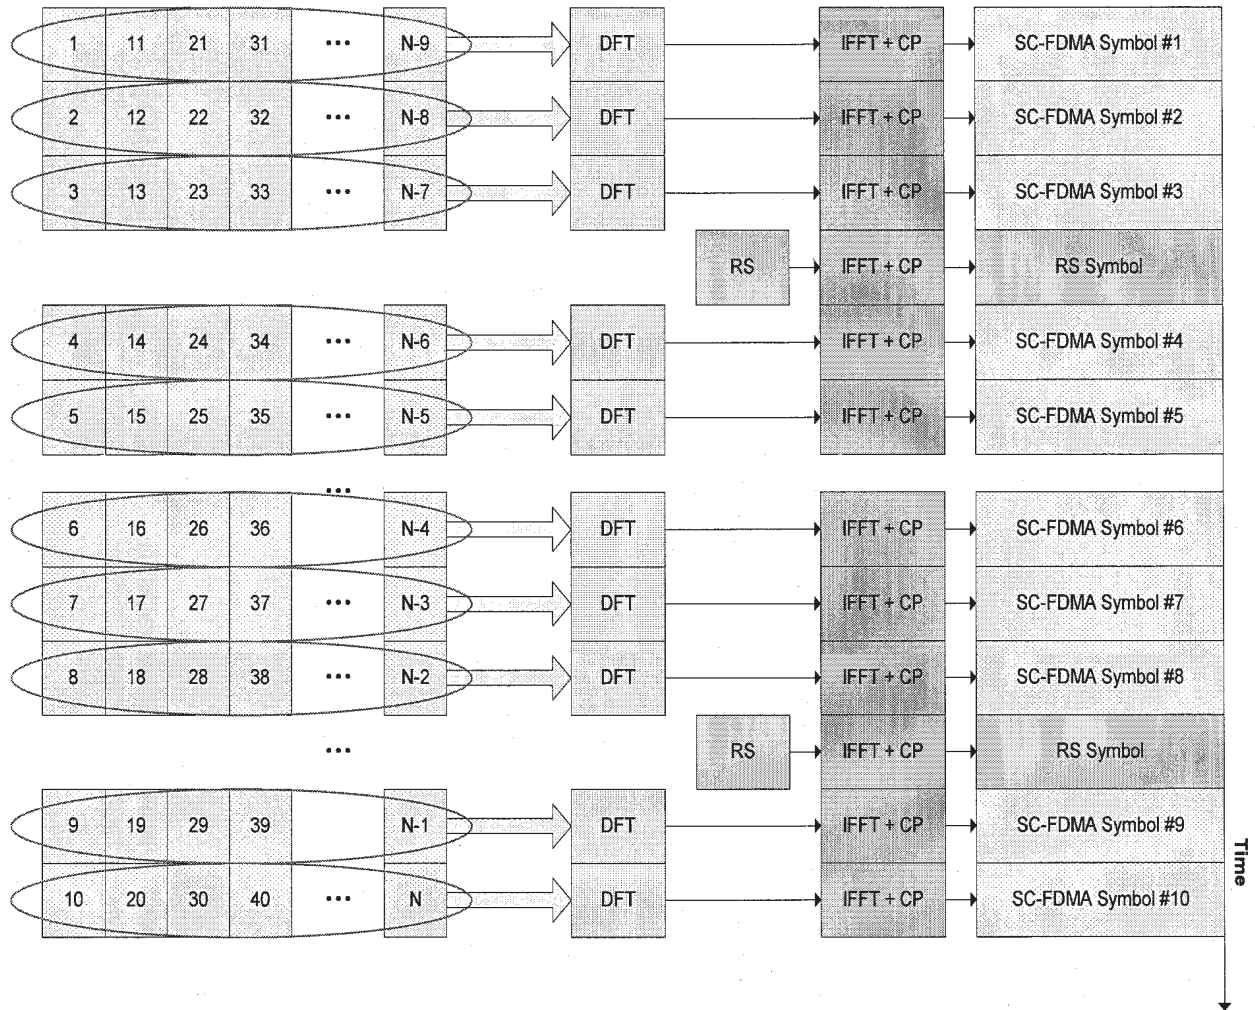 1 11 21 31 ••• N-9 DFT IFFT + CP SC-FDMA Symbol #1
2 12 22 32 ••• N-8 DFT IFFT + CP SC-FDMA Symbol #2
3 13 23 33 ••• N-7 DFT IFFT + CP SC-FDMA Symbol #3
RS IFFT + CP RS Symbol
4 14 24 34 ••• N-6 DFT IFFT + CP SC-FDMA Symbol #4
5 15 25 35 ••• N-5 DFT IFFT + CP SC-FDMA Symbol #5
•••
6 16 26 36 N-4 DFT IFFT + CP SC-FDMA Symbol #6
7 17 27 37 ••• N-3 DFT IFFT + CP SC-FDMA Symbol #7
8 18 28 38 ••• N-2 DFT IFFT + CP SC-FDMA Symbol #8
••• RS IFFT + CP RS Symbol
9 19 29 39 N-1 DFT IFFT + CP SC-FDMA Symbol #9
10 20 30 40 ••• N DFT IFFT + CP SC-FDMA Symbol #10
Time